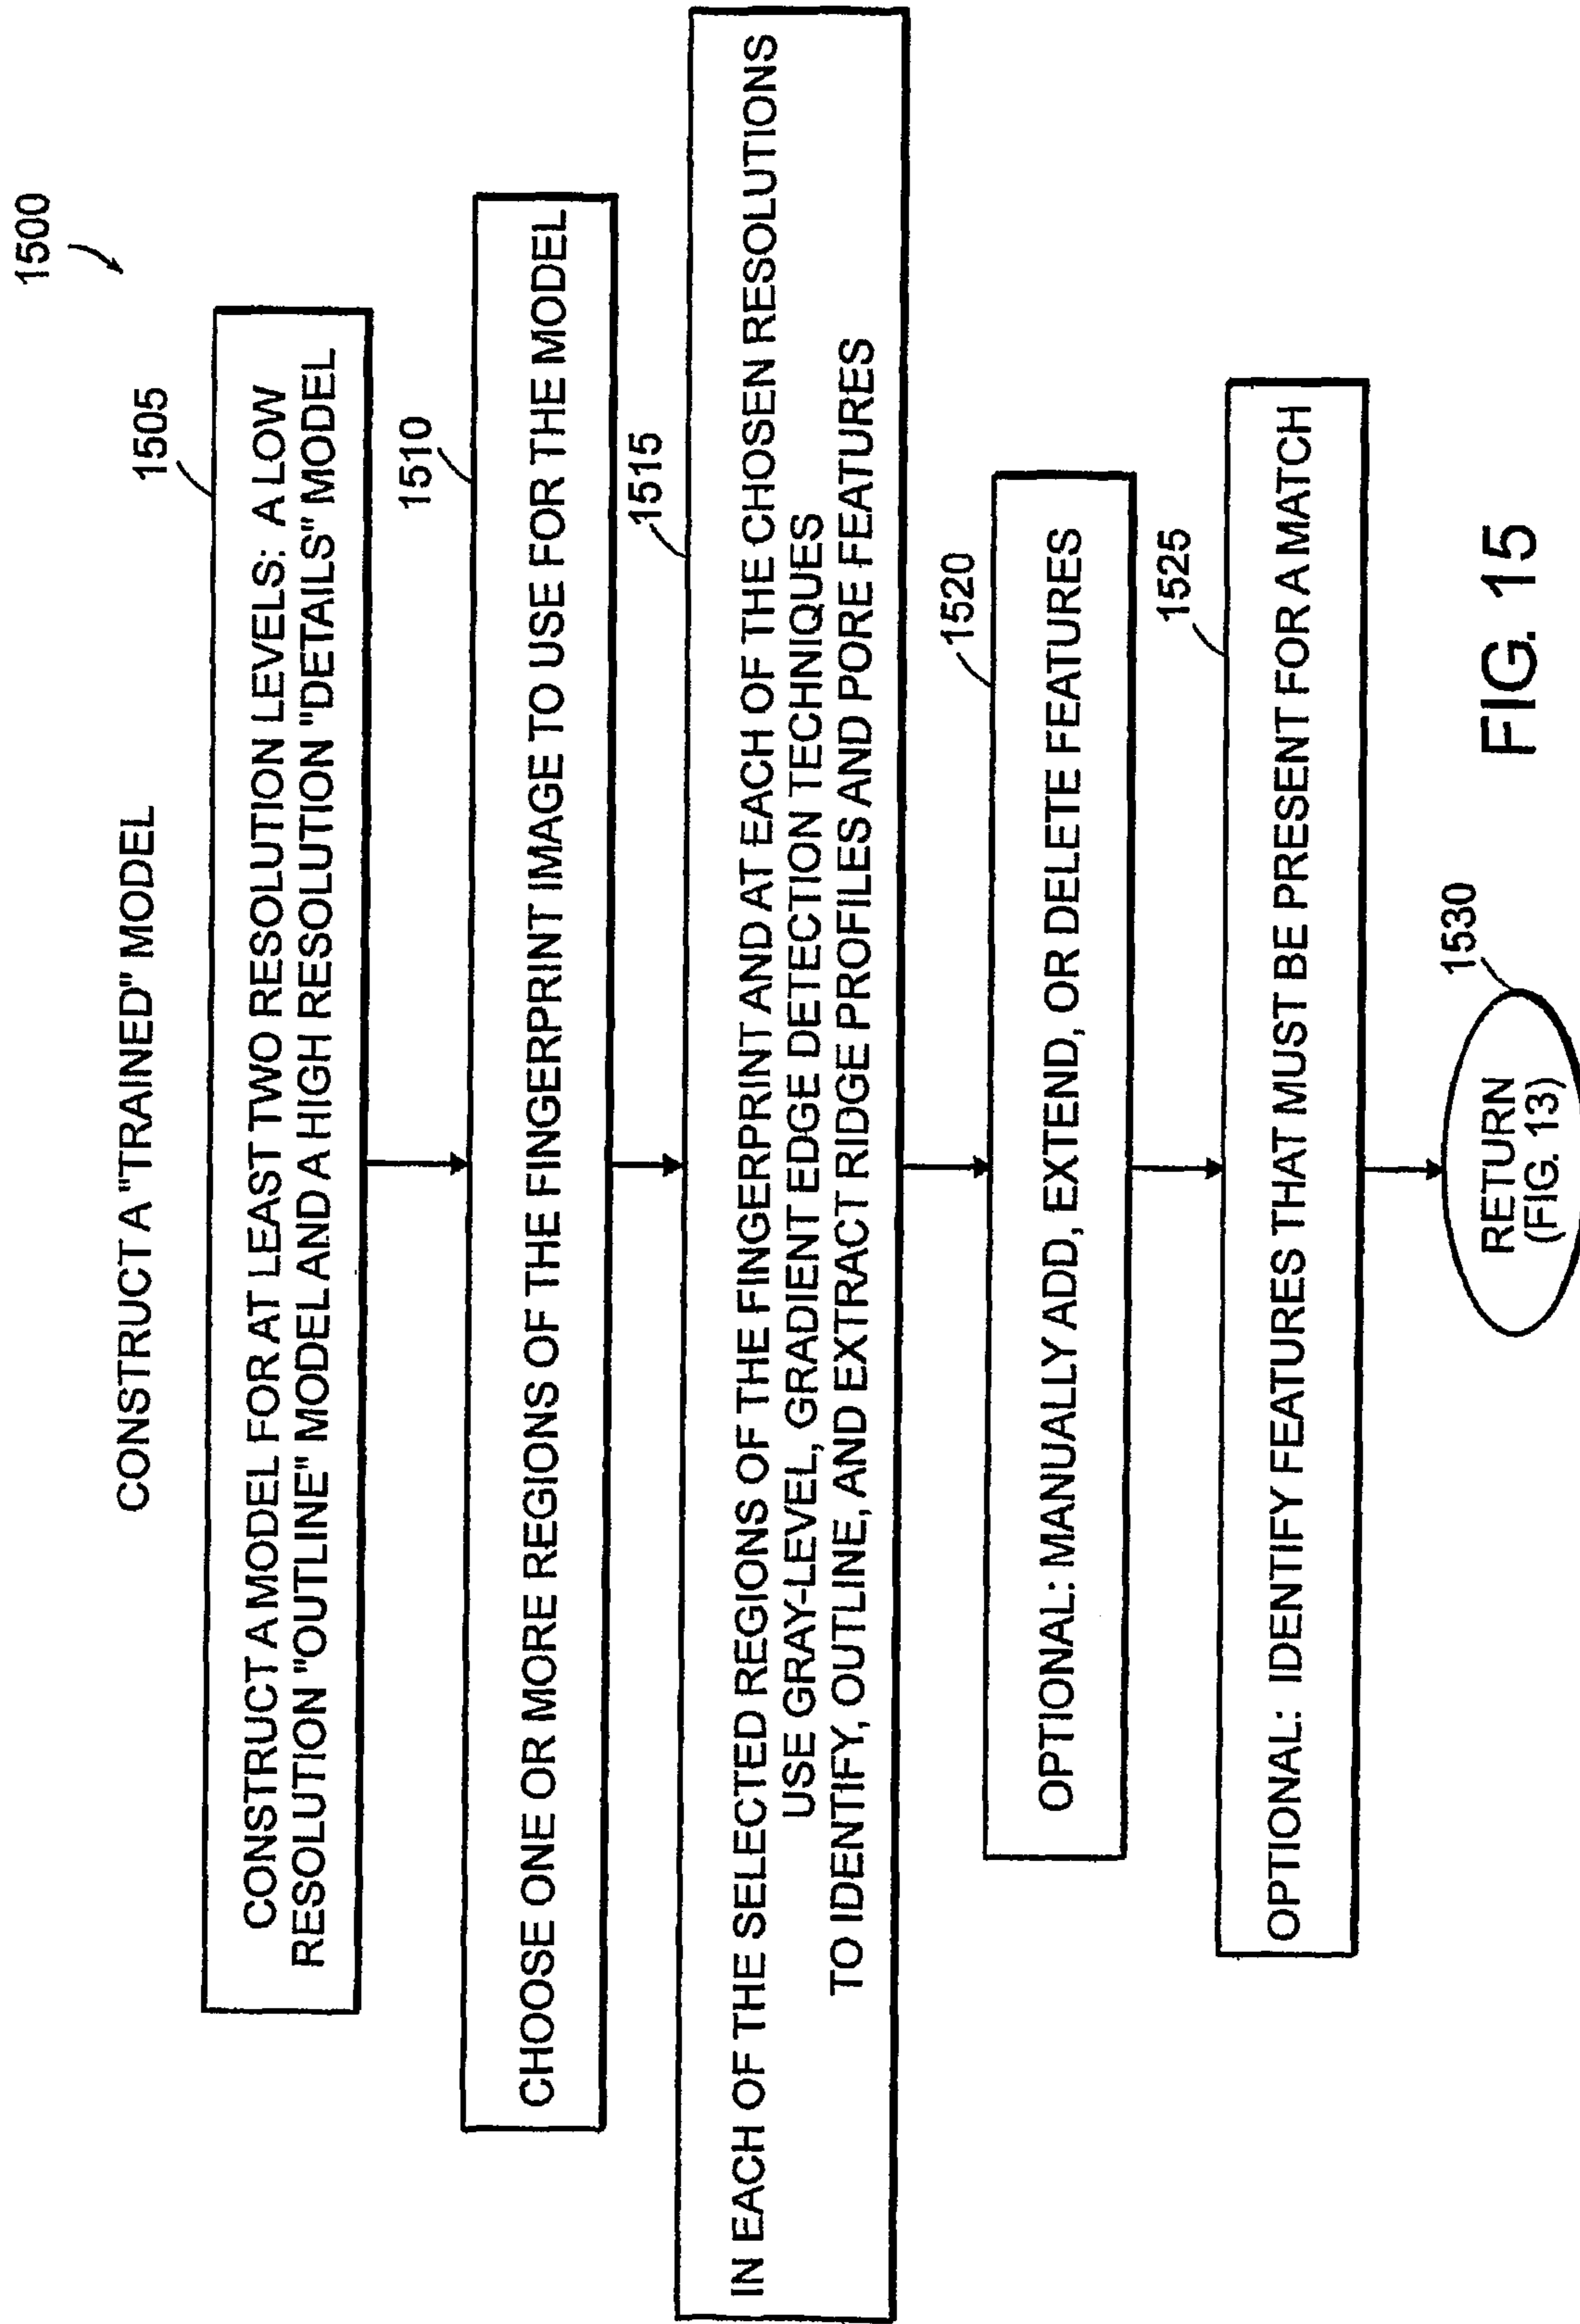 1500
CONSTRUCT A "TRAINED" MODEL
1505
CONSTRUCT A MODEL FOR AT LEAST TWO RESOLUTION LEVELS: A LOW
RESOLUTION "OUTLINE" MODEL AND A HIGH RESOLUTION "DETAILS" MODEL
1510
CHOOSE ONE OR MORE REGIONS OF THE FINGERPRINT IMAGE TO USE FOR THE MODEL
1515
IN EACH OF THE SELECTED REGIONS OF THE FINGERPRINT AND AT EACH OF THE CHOSEN RESOLUTIONS
USE GRAY-LEVEL, GRADIENT EDGE DETECTION TECHNIQUES
TO IDENTIFY, OUTLINE, AND EXTRACT RIDGE PROFILES AND PORE FEATURES
1520
OPTIONAL: MANUALLY ADD, EXTEND, OR DELETE FEATURES
1525
OPTIONAL: IDENTIFY FEATURES THAT MUST BE PRESENT FOR A MATCH
1530
RETURN
(FIG. 13)
FIG. 15